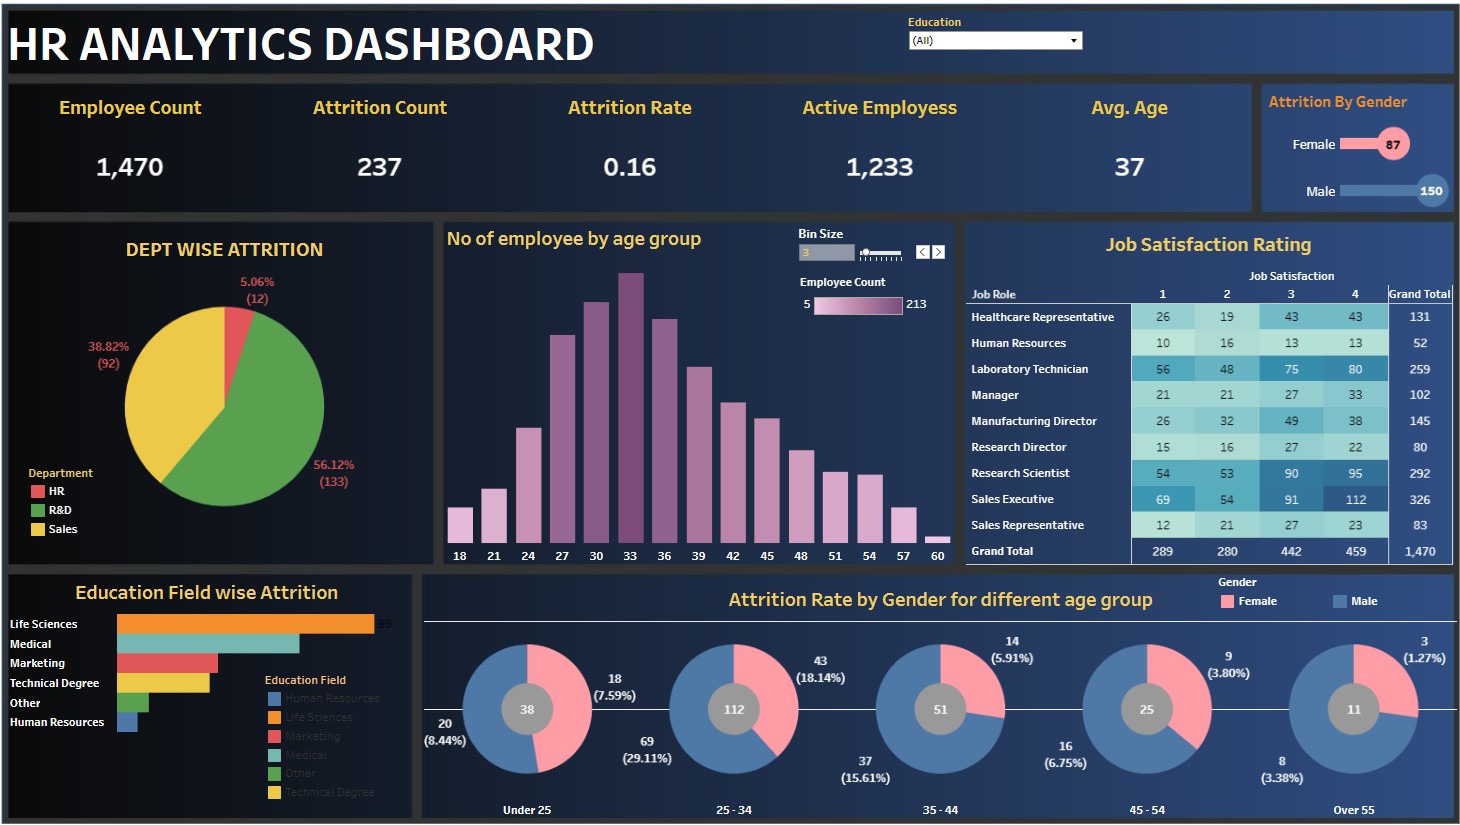 HR ANALYTICS DASHBOARD
Education
(All)
Employee Count
Attrition Count
Attrition Rate
Active Employess
Avg. Age
1,470
237
0.16
1,233
37
Attrition By Gender
Female
87
Male
150
DEPT WISE ATTRITION
5.06%
(12)
38.82%
(92)
56.12%
(133)
Department
HR
R&D
Sales
No of employee by age group
Bin Size
3
Employee Count
5
213
18 21 24 27 30 33 36 39 42 45 48 51 54 57 60
Job Satisfaction Rating
Job Satisfaction
Job Role 1 2 3 4 Grand Total
Healthcare Representative 26 19 43 43 131
Human Resources 10 16 13 13 52
Laboratory Technician 56 48 75 80 259
Manager 21 21 27 33 102
Manufacturing Director 26 32 49 38 145
Research Director 15 16 27 22 80
Research Scientist 54 53 90 95 292
Sales Executive 69 54 91 112 326
Sales Representative 12 21 27 23 83
Grand Total 289 280 442 459 1,470
Education Field wise Attrition
Life Sciences 89
Medical
Marketing
Technical Degree
Other
Human Resources
Education Field
Human Resources
Life Sciences
Marketing
Medical
Other
Technical Degree
Attrition Rate by Gender for different age group
Gender
Female
Male
18
(7.59%)
38
20
(8.44%)
Under 25
43
(18.14%)
112
69
(29.11%)
25 - 34
14
(5.91%)
51
37
(15.61%)
35 - 44
9
(3.80%)
25
16
(6.75%)
45 - 54
3
(1.27%)
11
8
(3.38%)
Over 55